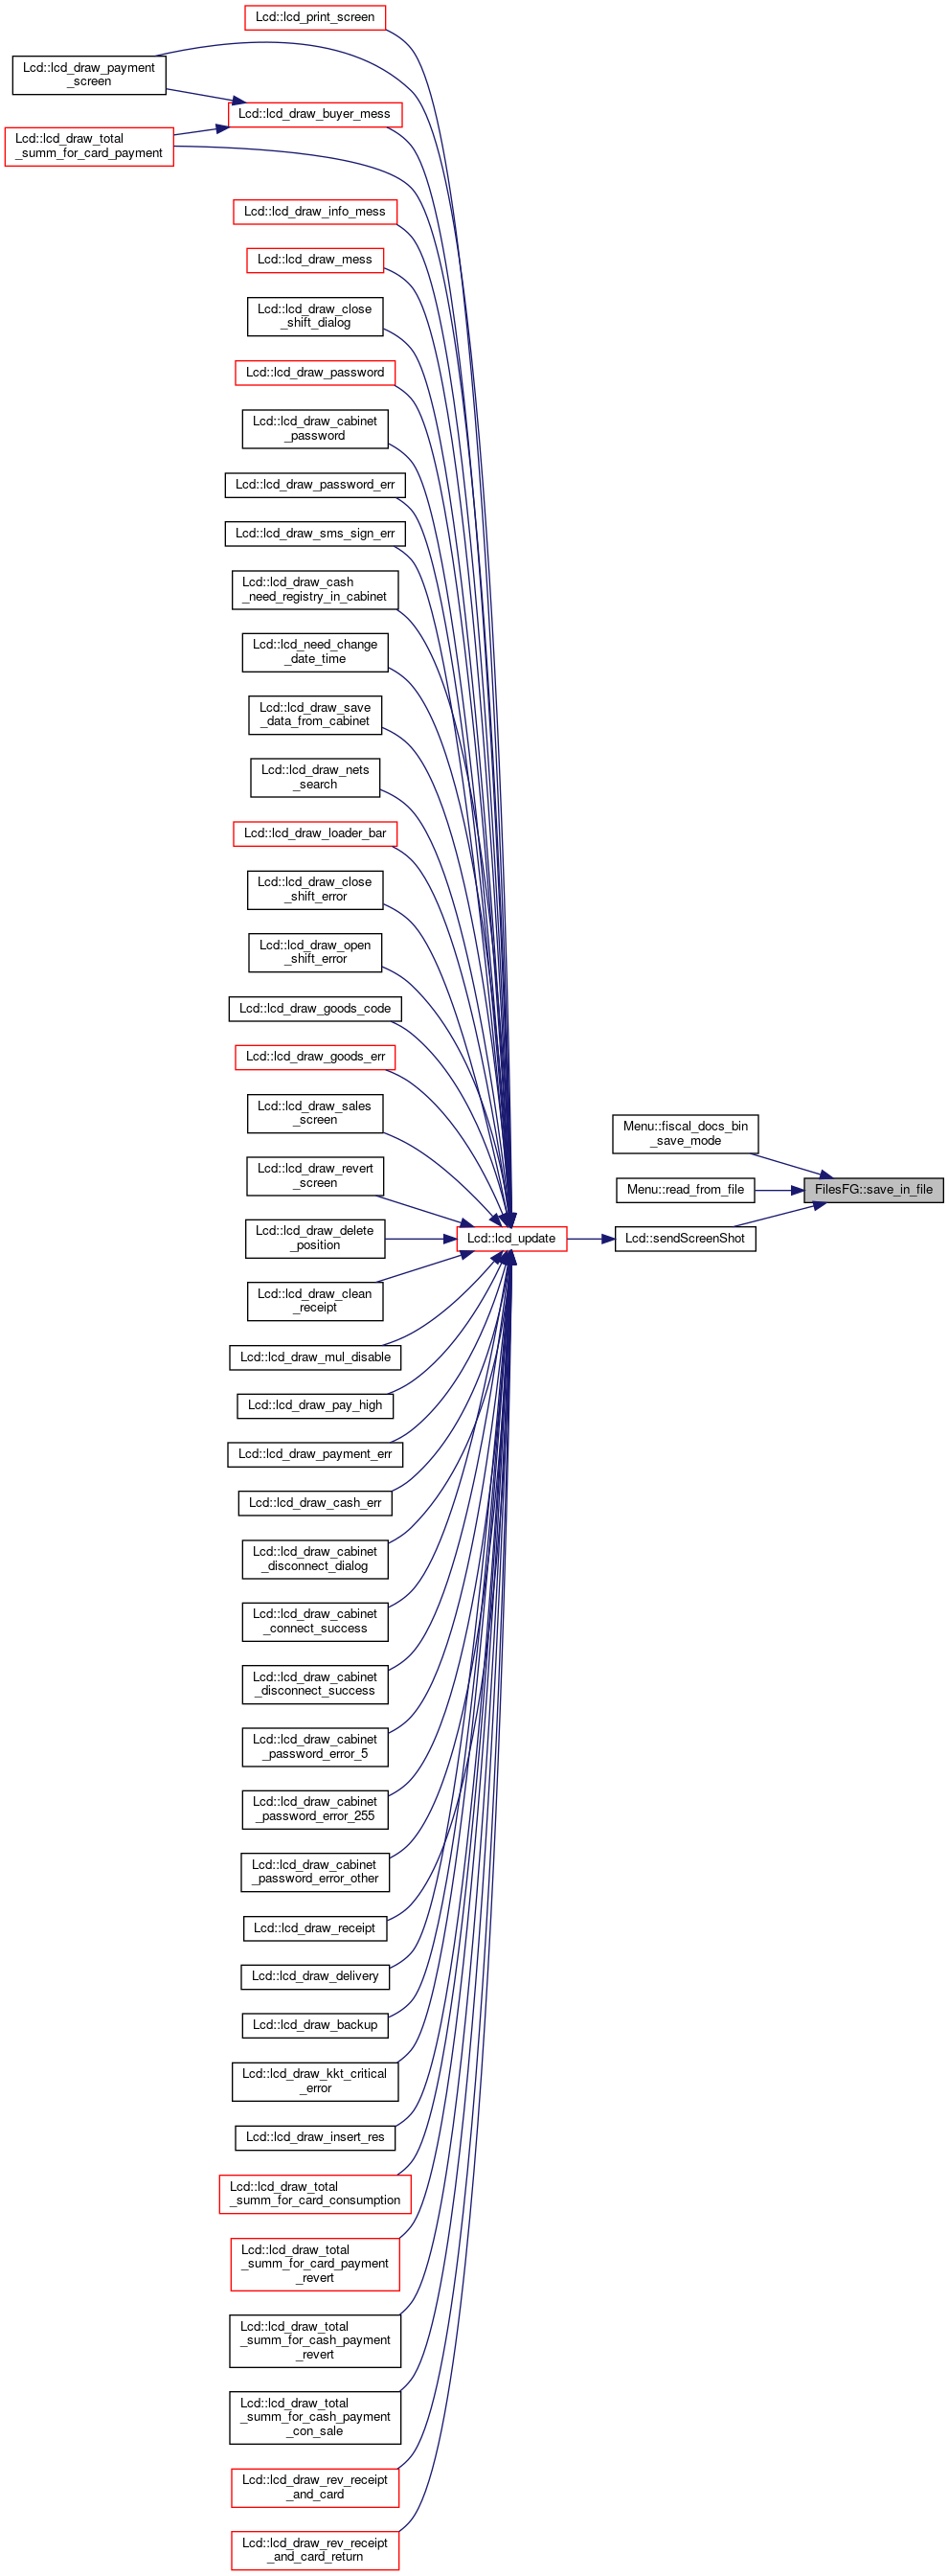 Lcd::lcd_print_screen
Lcd::lcd_draw_payment
_screen
Lcd::lcd_draw_buyer_mess
Lcd::lcd_draw_total
_summ_for_card_payment
Lcd::lcd_draw_info_mess
Lcd::lcd_draw_mess
Lcd::lcd_draw_close
_shift_dialog
Lcd::lcd_draw_password
Lcd::lcd_draw_cabinet
_password
Lcd::lcd_draw_password_err
Lcd::lcd_draw_sms_sign_err
Lcd::lcd_draw_cash
_need_registry_in_cabinet
Lcd::lcd_need_change
_date_time
Lcd::lcd_draw_save
_data_from_cabinet
Lcd::lcd_draw_nets
_search
Lcd::lcd_draw_loader_bar
Lcd::lcd_draw_close
_shift_error
Lcd::lcd_draw_open
_shift_error
Lcd::lcd_draw_goods_code
Lcd::lcd_draw_goods_err
Lcd::lcd_draw_sales
_screen
Menu::fiscal_docs_bin
_save_mode
Lcd::lcd_draw_revert
_screen
Menu::read_from_file
FilesFG::save_in_file
Lcd::lcd_draw_delete
_position
Lcd::lcd_update
Lcd::sendScreenShot
Lcd::lcd_draw_clean
_receipt
Lcd::lcd_draw_mul_disable
Lcd::lcd_draw_pay_high
Lcd::lcd_draw_payment_err
Lcd::lcd_draw_cash_err
Lcd::lcd_draw_cabinet
_disconnect_dialog
Lcd::lcd_draw_cabinet
_connect_success
Lcd::lcd_draw_cabinet
_disconnect_success
Lcd::lcd_draw_cabinet
_password_error_5
Lcd::lcd_draw_cabinet
_password_error_255
Lcd::lcd_draw_cabinet
_password_error_other
Lcd::lcd_draw_receipt
Lcd::lcd_draw_delivery
Lcd::lcd_draw_backup
Lcd::lcd_draw_kkt_critical
_error
Lcd::lcd_draw_insert_res
Lcd::lcd_draw_total
_summ_for_card_consumption
Lcd::lcd_draw_total
_summ_for_card_payment
_revert
Lcd::lcd_draw_total
_summ_for_cash_payment
_revert
Lcd::lcd_draw_total
_summ_for_cash_payment
_con_sale
Lcd::lcd_draw_rev_receipt
_and_card
Lcd::lcd_draw_rev_receipt
_and_card_return